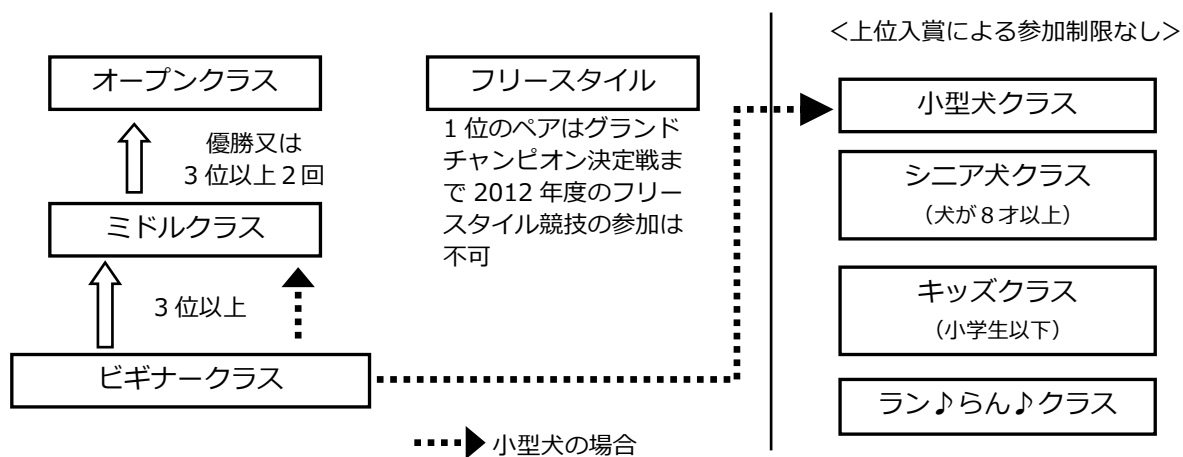 ＜上位入賞による参加制限なし＞
オープンクラス
優勝又は
３位以上２回
ミドルクラス
３位以上
ビギナークラス
フリースタイル
1 位のペアはグランド
チャンピオン決定戦ま
で 2012 年度のフリー
スタイル競技の参加は
不可
小型犬クラス
シニア犬クラス
（犬が８才以上）
キッズクラス
（小学生以下）
ラン♪らん♪クラス
小型犬の場合